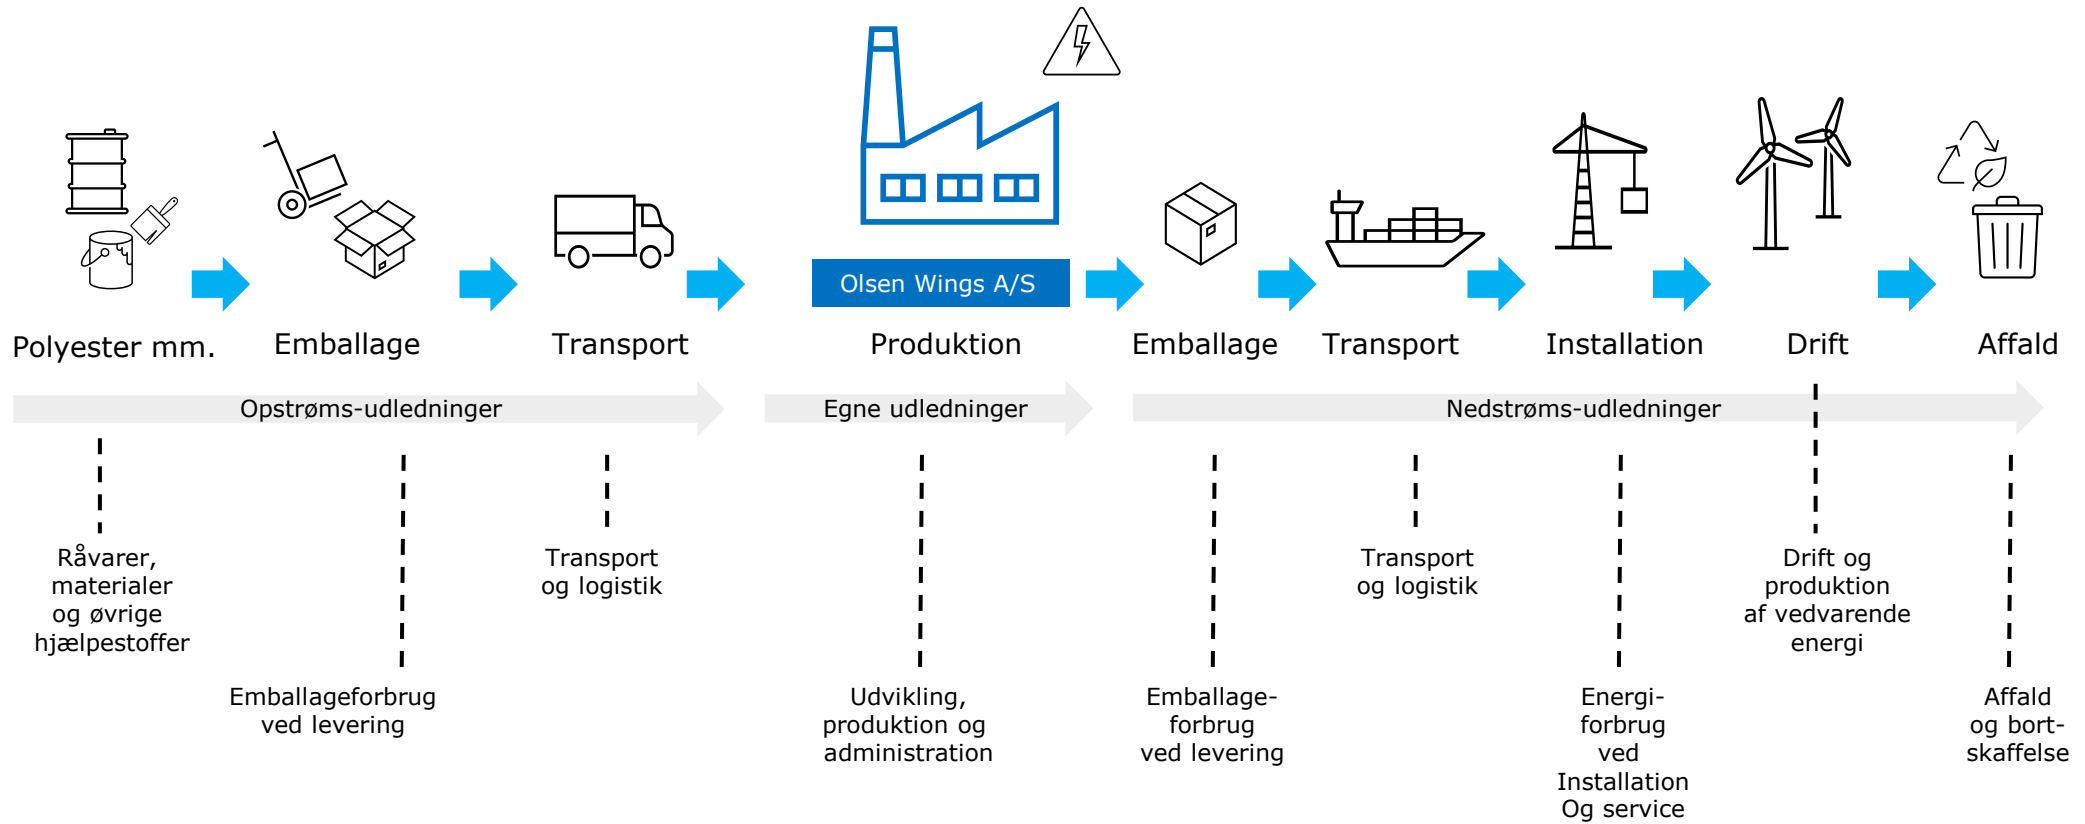 Olsen Wings A/S
Polyester mm.
Emballage
Transport
Produktion
Emballage
Transport
Installation
Drift
Affald
Opstrøms-udledninger
Egne udledninger
Nedstrøms-udledninger
Råvarer,
materialer
og øvrige
hjælpestoffer
Emballageforbrug
ved levering
Transport
og logistik
Udvikling,
produktion og
administration
Emballage-
forbrug
ved levering
Transport
og logistik
Energi-
forbrug
ved
Installation
Og service
Drift og
produktion
af vedvarende
energi
Affald
og bort-
skaffelse